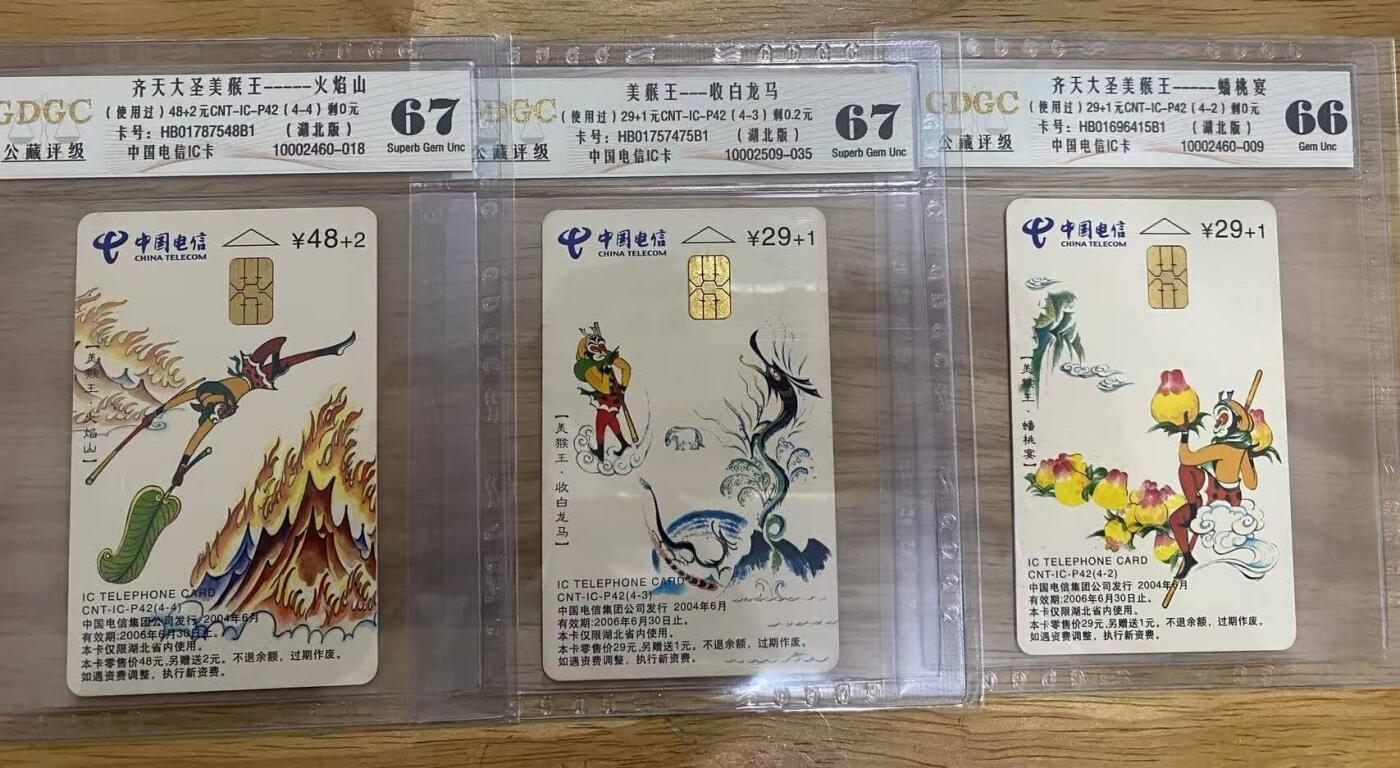 GDGC
公藏评级
齐天大圣美猴王-----火焰山
(使用过) 48+2元CNT-IC-P42 (4-4) 剩0元
卡号: HB01787548B1 (湖北版)
中国电信IC卡 10002460-018
67
Superb Gem Unc
中国电信
CHINA TELECOM
¥48+2
【美猴王·火焰山】
IC TELEPHONE CARD
CNT-IC-P42(4-4)
中国电信集团公司发行 2004年6月
有效期:2006年6月30日止。
本卡仅限湖北省内使用。
本卡零售价48元,另赠送2元。不退余额,过期作废。
如遇资费调整,执行新资费。
GDGC
公藏评级
美猴王---收白龙马
(使用过) 29+1元CNT-IC-P42 (4-3) 剩0.2元
卡号: HB01757475B1 (湖北版)
中国电信IC卡 10002509-035
67
Superb Gem Unc
中国电信
CHINA TELECOM
¥29+1
【美猴王·收白龙马】
IC TELEPHONE CARD
CNT-IC-P42(4-3)
中国电信集团公司发行 2004年6月
有效期:2006年6月30日止。
本卡仅限湖北省内使用。
本卡零售价29元,另赠送1元。不退余额,过期作废。
如遇资费调整,执行新资费。
GDGC
公藏评级
齐天大圣美猴王-----蟠桃宴
(使用过) 29+1元CNT-IC-P42 (4-2) 剩0元
卡号: HB01696415B1 (湖北版)
中国电信IC卡 10002460-009
66
Gem Unc
中国电信
CHINA TELECOM
¥29+1
【美猴王·蟠桃宴】
IC TELEPHONE CARD
CNT-IC-P42(4-2)
中国电信集团公司发行 2004年6月
有效期:2006年6月30日止。
本卡仅限湖北省内使用。
本卡零售价29元,另赠送1元。不退余额,过期作废。
如遇资费调整,执行新资费。